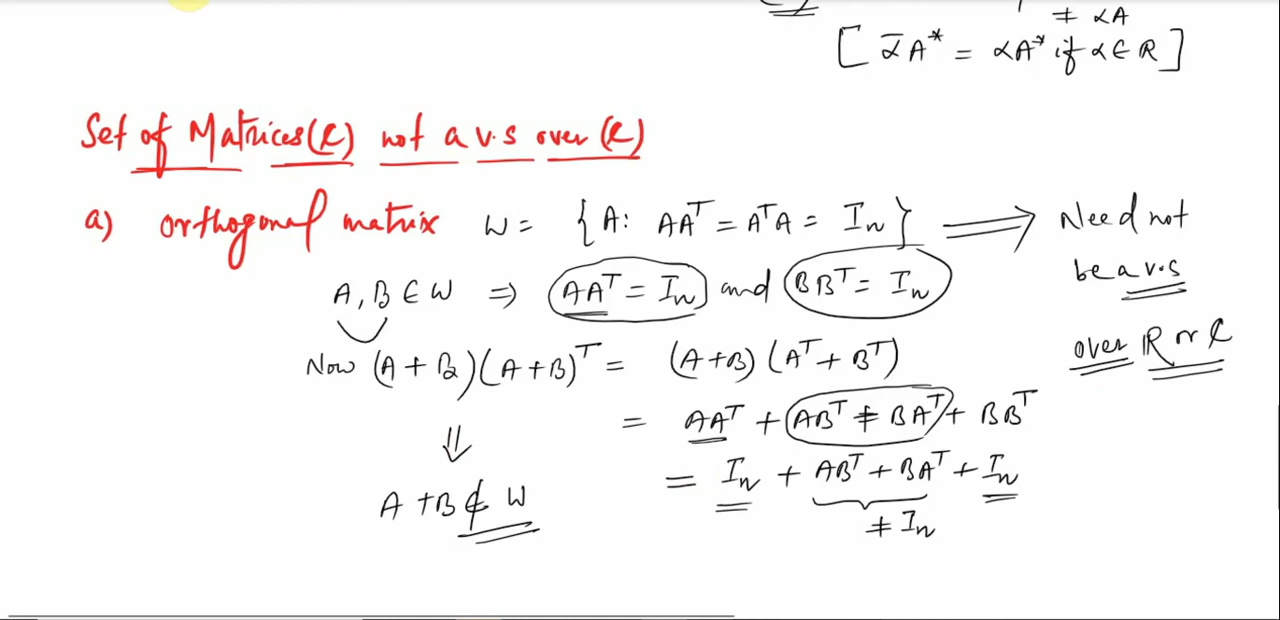 ≠ αA
[ ᾱA* = αA* if α ∈ R ]
Set of Matrices(ℂ) not a v.s over (ℂ)
a) Orthogonal matrix W = { A: AAᵀ = AᵀA = Iₙ } ⟹ Need not
be a v.s
A, B ∈ W ⇒ AAᵀ = Iₙ and BBᵀ = Iₙ
over R or ℂ
Now (A + B)(A + B)ᵀ = (A+B) (Aᵀ + Bᵀ)
= AAᵀ + ABᵀ + BAᵀ + BBᵀ
⇓
= Iₙ + ABᵀ + BAᵀ + Iₙ
A + B ∉ W
≠ Iₙ